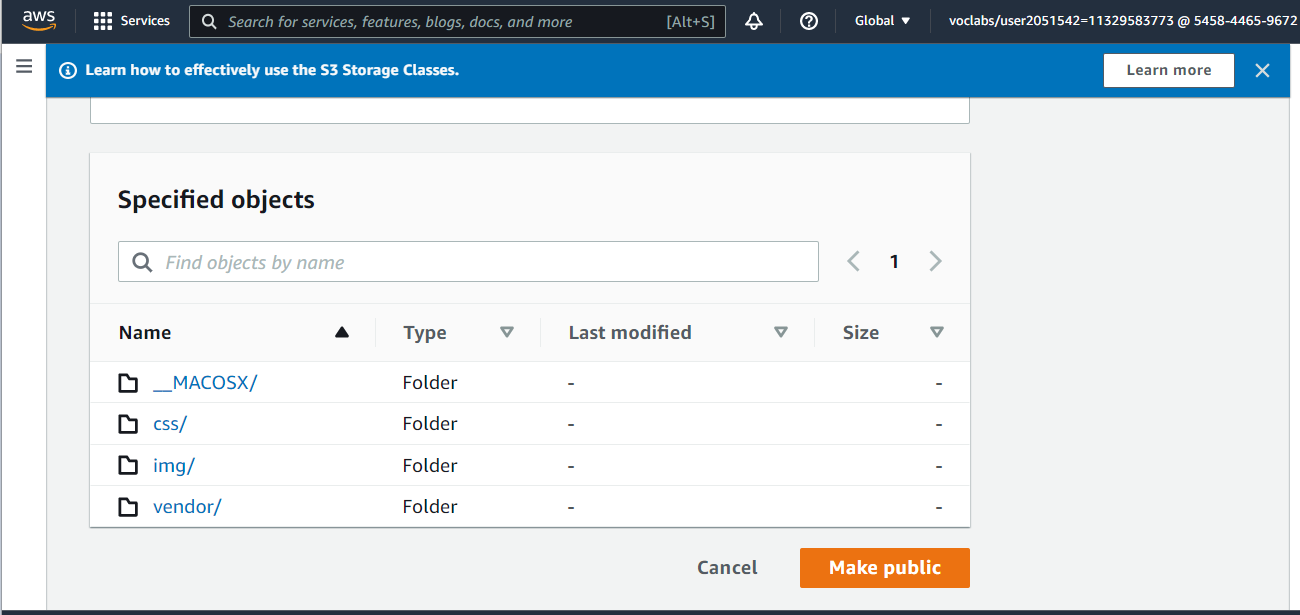 aws Services Search for services, features, blogs, docs, and more [Alt+S] Global ▼ voclabs/user2051542=11329583773 @ 5458-4465-9672
Learn how to effectively use the S3 Storage Classes. Learn more
Specified objects
Find objects by name 1
Name Type Last modified Size
__MACOSX/ Folder - -
css/ Folder - -
img/ Folder - -
vendor/ Folder - -
Cancel Make public